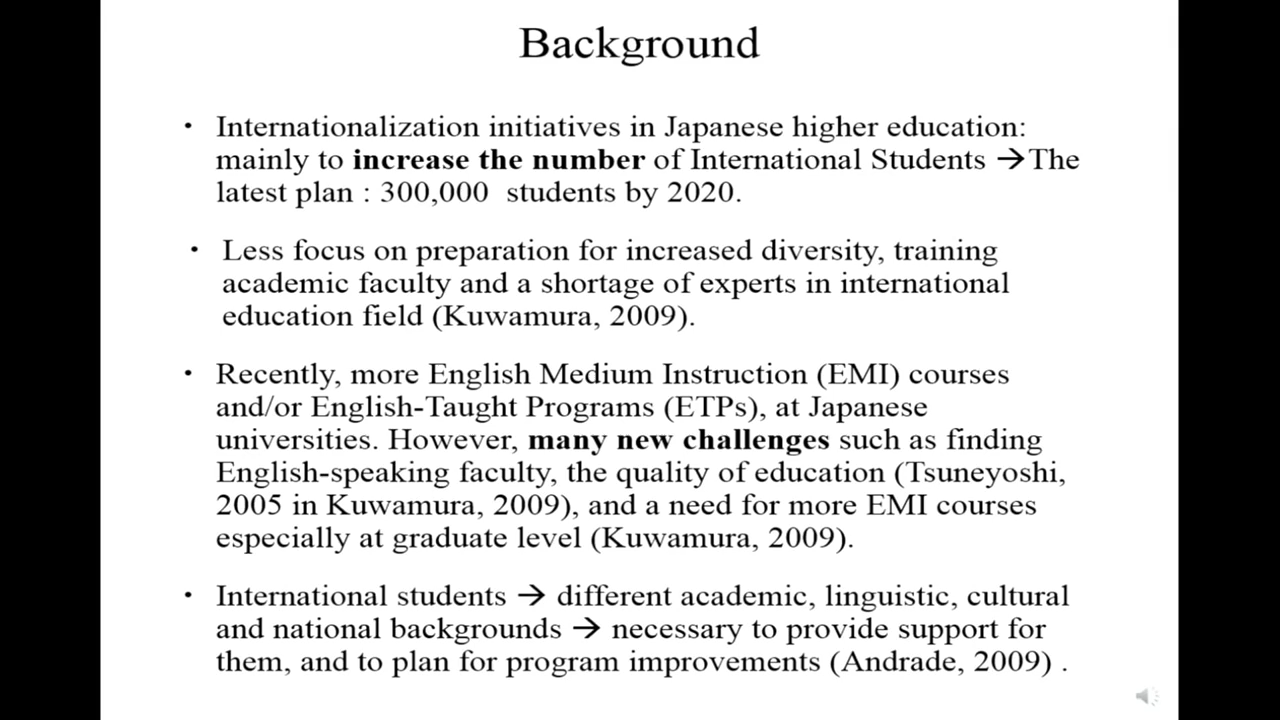 Background
• Internationalization initiatives in Japanese higher education:
mainly to increase the number of International Students →The
latest plan : 300,000 students by 2020.
• Less focus on preparation for increased diversity, training
academic faculty and a shortage of experts in international
education field (Kuwamura, 2009).
• Recently, more English Medium Instruction (EMI) courses
and/or English-Taught Programs (ETPs), at Japanese
universities. However, many new challenges such as finding
English-speaking faculty, the quality of education (Tsuneyoshi,
2005 in Kuwamura, 2009), and a need for more EMI courses
especially at graduate level (Kuwamura, 2009).
• International students → different academic, linguistic, cultural
and national backgrounds → necessary to provide support for
them, and to plan for program improvements (Andrade, 2009) .